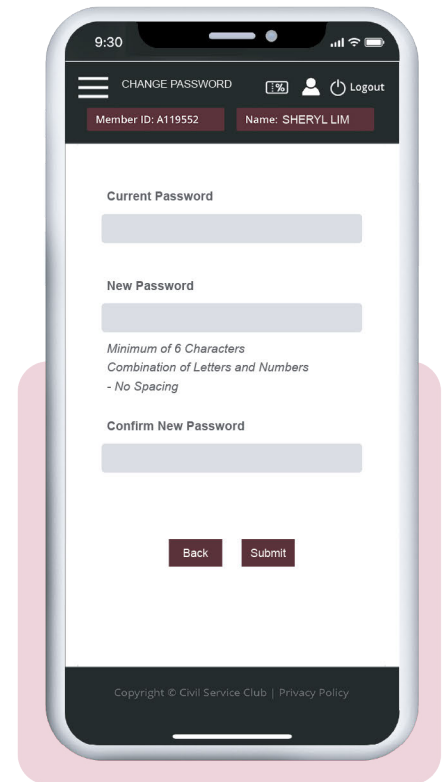 9:30
CHANGE PASSWORD % Logout
Member ID: A119552 Name: SHERYL LIM
Current Password
New Password
Minimum of 6 Characters
Combination of Letters and Numbers
- No Spacing
Confirm New Password
Back Submit
Copyright © Civil Service Club | Privacy Policy